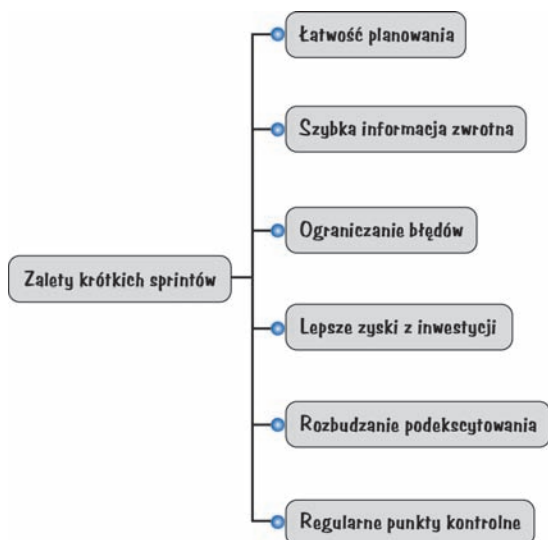 Łatwość planowania
Szybka informacja zwrotna
Ograniczanie błędów
Zalety krótkich sprintów
Lepsze zyski z inwestycji
Rozbudzanie podekscytowania
Regularne punkty kontrolne